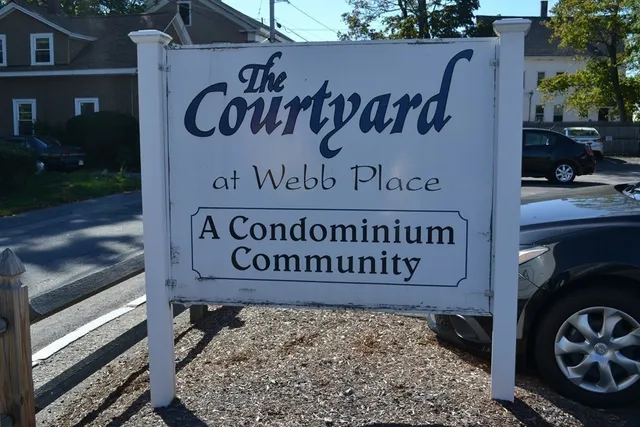 The
Courtyard
at Webb Place
A Condominium
Community